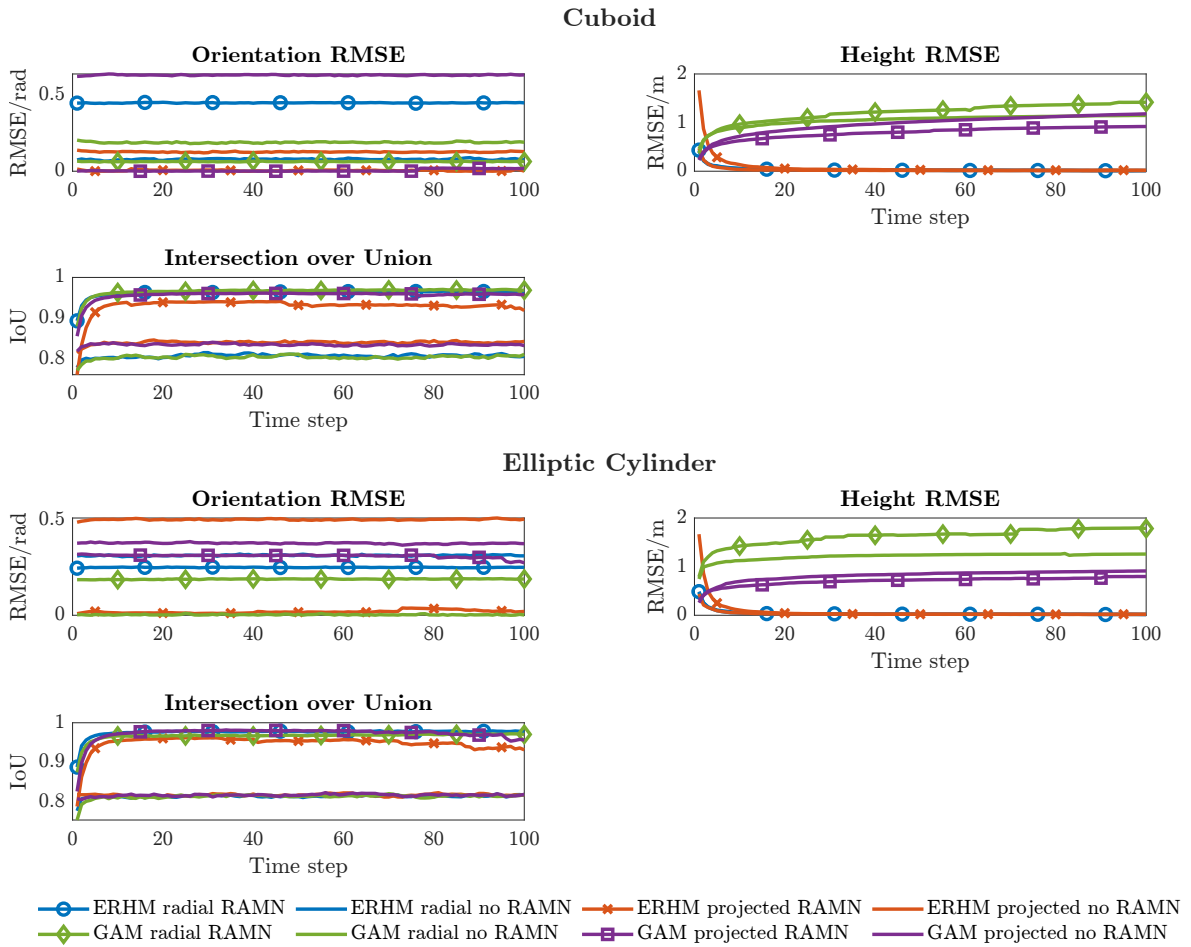 Cuboid
Orientation RMSE
RMSE/rad
0.5
0
0 20 40 60 80 100
Height RMSE
RMSE/m
2
1
0
0 20 40 60 80 100
Time step
Intersection over Union
IoU
1
0.9
0.8
0 20 40 60 80 100
Time step
Elliptic Cylinder
Orientation RMSE
RMSE/rad
0.5
0
0 20 40 60 80 100
Height RMSE
RMSE/m
2
1
0
0 20 40 60 80 100
Time step
Intersection over Union
IoU
1
0.9
0.8
0 20 40 60 80 100
Time step
ERHM radial RAMN ERHM radial no RAMN ERHM projected RAMN ERHM projected no RAMN
GAM radial RAMN GAM radial no RAMN GAM projected RAMN GAM projected no RAMN